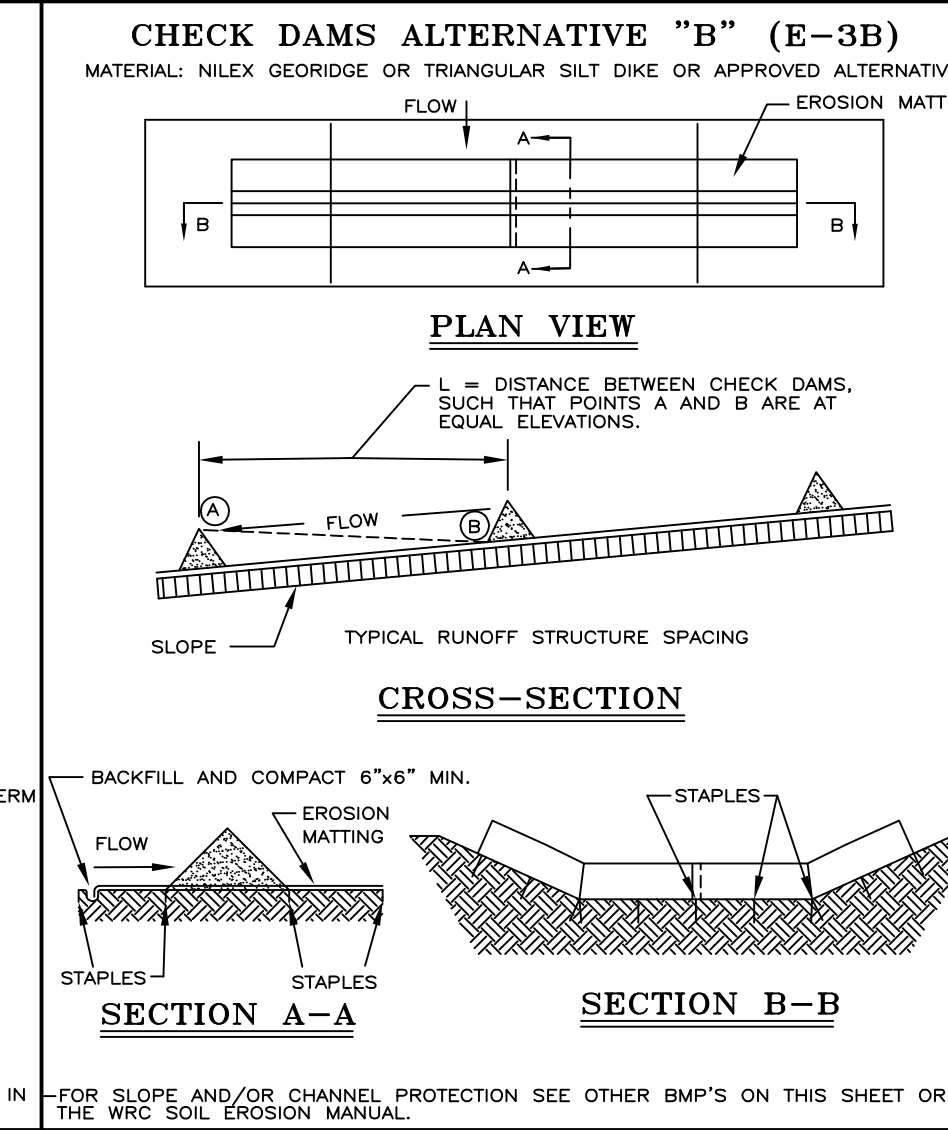 CHECK DAMS ALTERNATIVE "B" (E-3B)
MATERIAL: NILEX GEORIDGE OR TRIANGULAR SILT DIKE OR APPROVED ALTERNATIV
FLOW
EROSION MATT
A
B
B
A
PLAN VIEW
L = DISTANCE BETWEEN CHECK DAMS,
SUCH THAT POINTS A AND B ARE AT
EQUAL ELEVATIONS.
A
FLOW
B
SLOPE
TYPICAL RUNOFF STRUCTURE SPACING
CROSS-SECTION
BACKFILL AND COMPACT 6"x6" MIN.
ERM
EROSION
MATTING
FLOW
STAPLES
STAPLES
STAPLES
SECTION A-A
SECTION B-B
IN
-FOR SLOPE AND/OR CHANNEL PROTECTION SEE OTHER BMP'S ON THIS SHEET OR
THE WRC SOIL EROSION MANUAL.